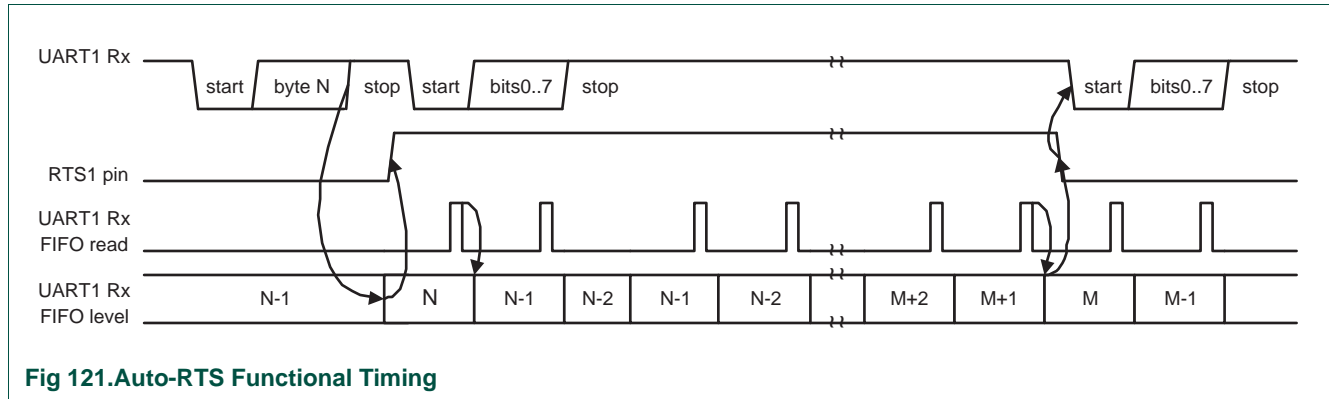 UART1 Rx
start byte N stop start bits0..7 stop start bits0..7 stop
RTS1 pin
UART1 Rx
FIFO read
UART1 Rx
FIFO level
N-1 N N-1 N-2 N-1 N-2 M+2 M+1 M M-1
Fig 121.Auto-RTS Functional Timing